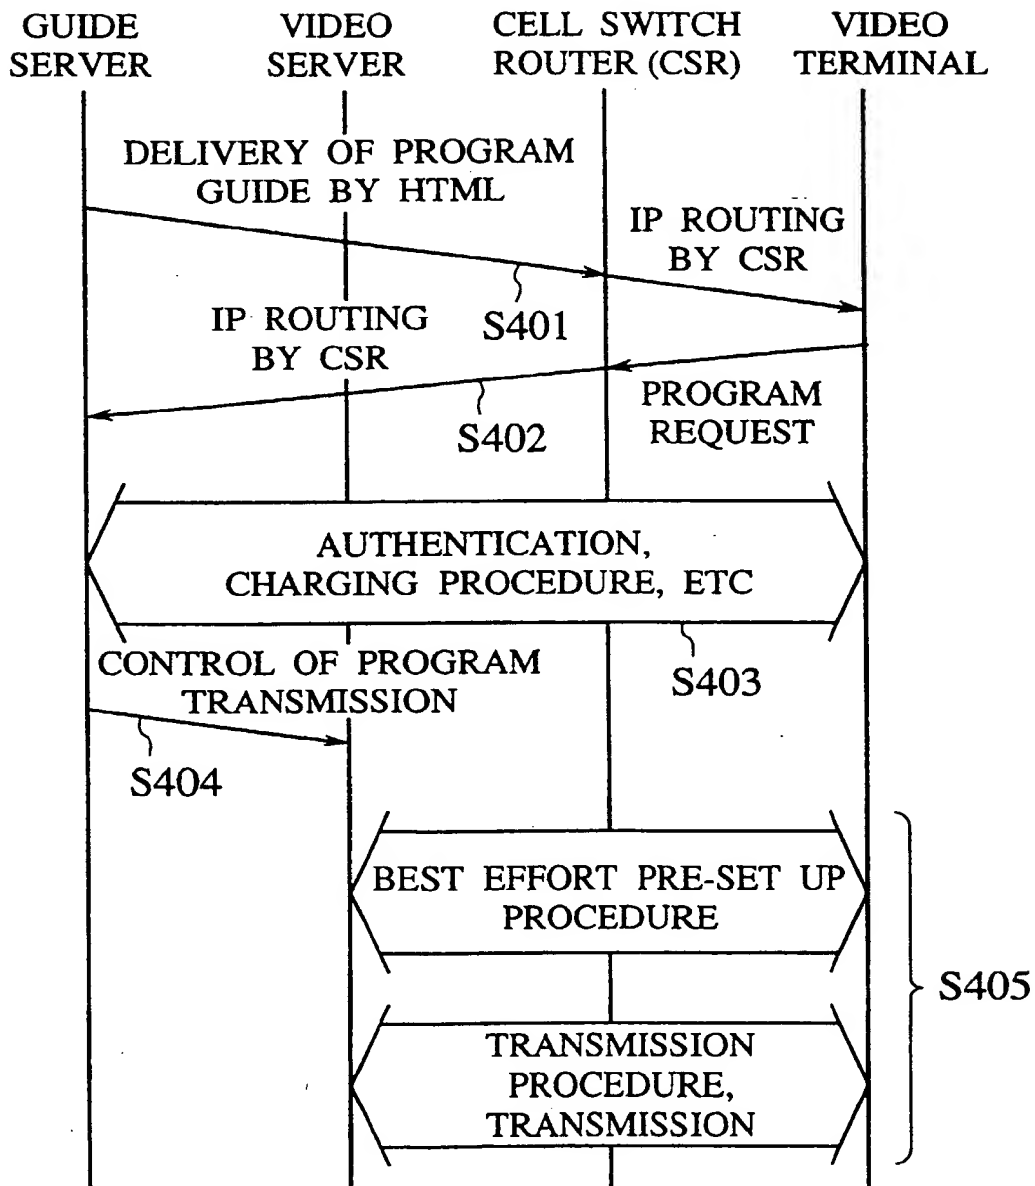 GUIDE SERVER
VIDEO SERVER
CELL SWITCH ROUTER (CSR)
VIDEO TERMINAL
DELIVERY OF PROGRAM
GUIDE BY HTML
IP ROUTING
BY CSR
S401
IP ROUTING
BY CSR
PROGRAM
REQUEST
S402
AUTHENTICATION,
CHARGING PROCEDURE, ETC
S403
CONTROL OF PROGRAM
TRANSMISSION
S404
BEST EFFORT PRE-SET UP
PROCEDURE
S405
TRANSMISSION
PROCEDURE,
TRANSMISSION